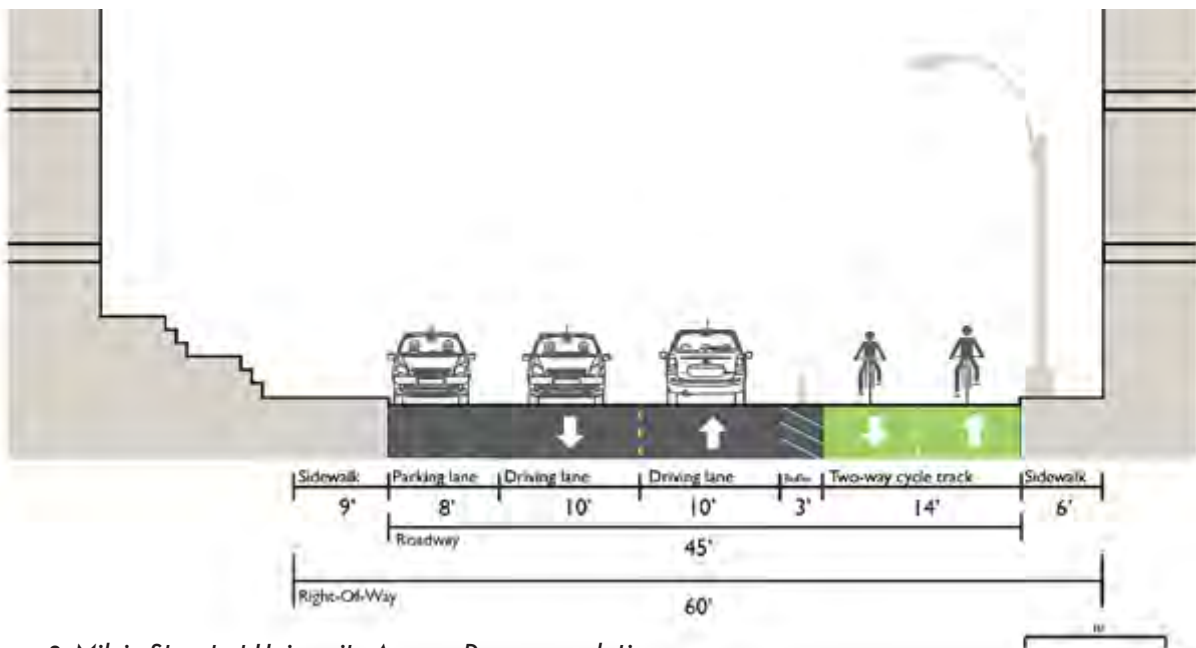 Sidewalk Parking lane Driving lane Driving lane Buffer Two-way cycle track Sidewalk
9' 8' 10' 10' 3' 14' 6'
Roadway
45'
Right-Of-Way
60'